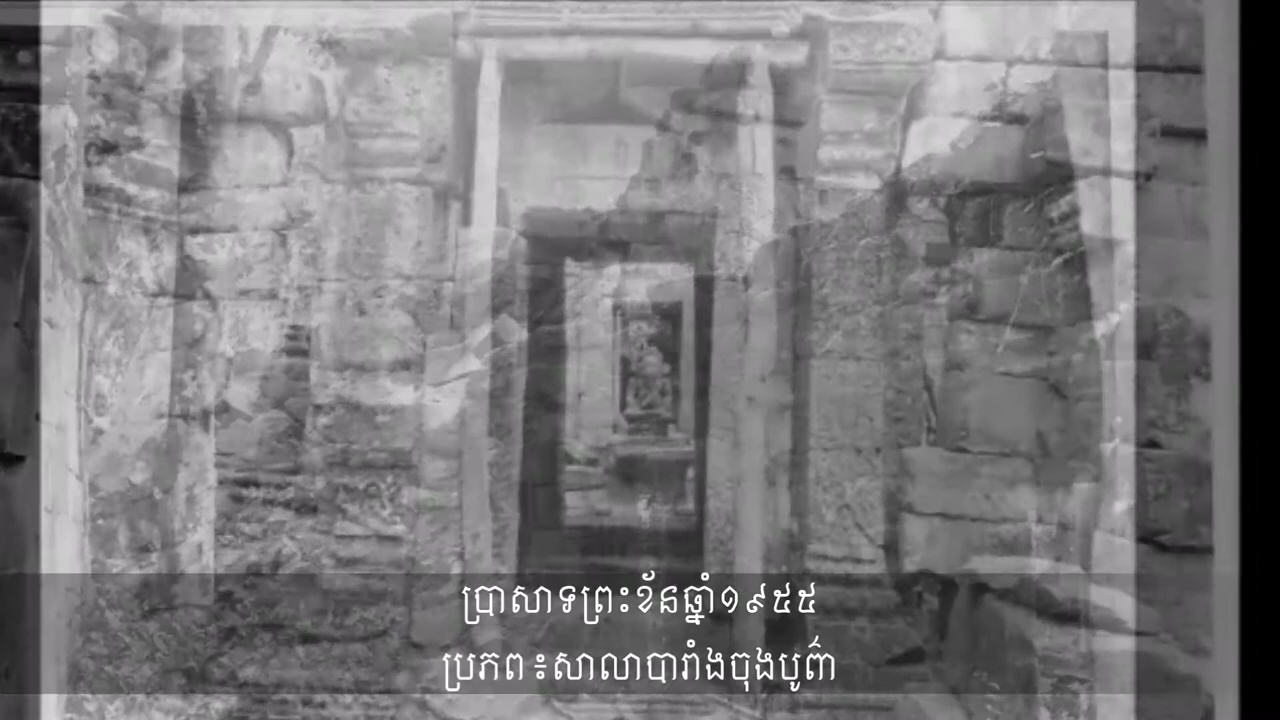 ប្រាសាទព្រះខ័នឆ្នាំ១៩៥៥
ប្រភព៖សាលាបារាំងចុងបូព៌ា